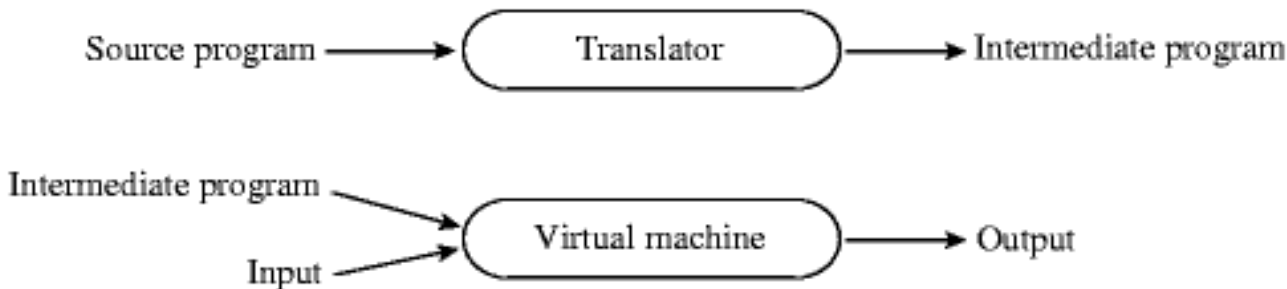 Source program
Translator
Intermediate program
Intermediate program
Input
Virtual machine
Output